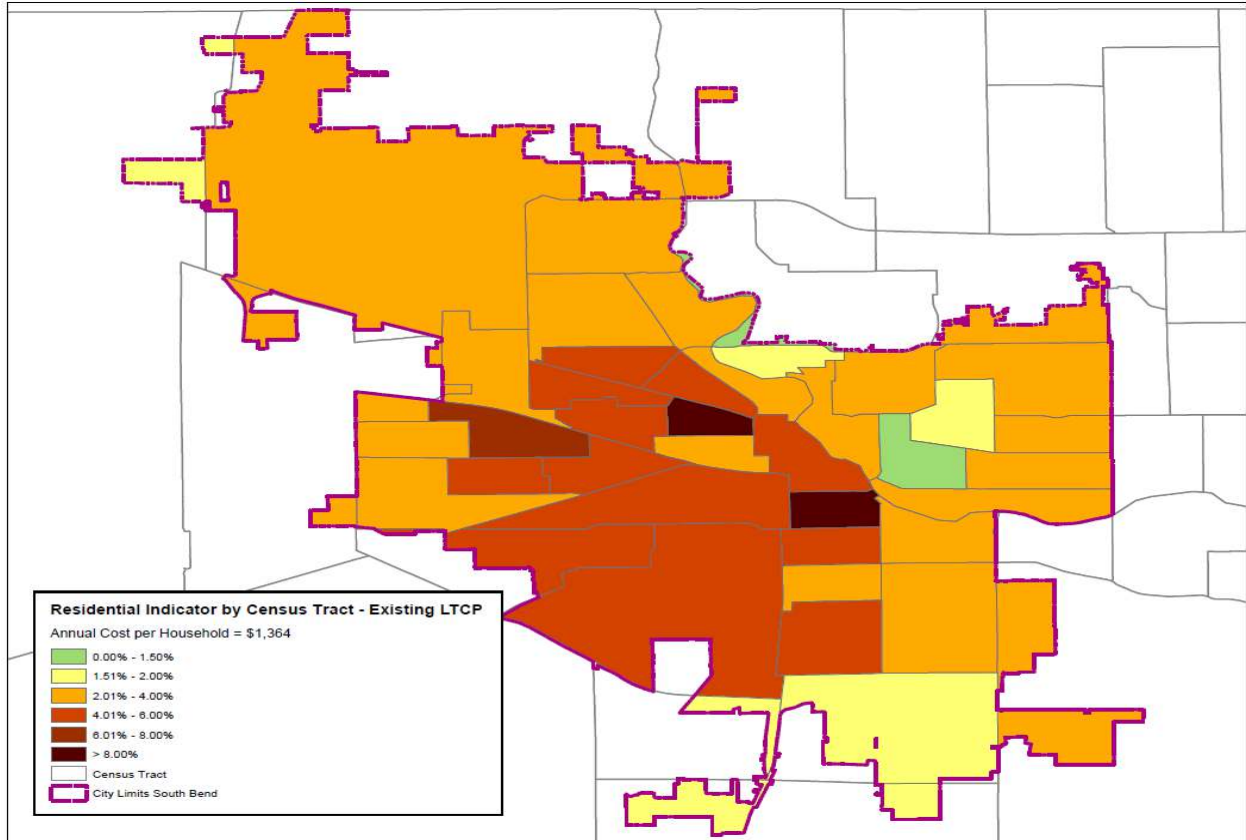 Residential Indicator by Census Tract - Existing LTCP
Annual Cost per Household = $1,364
0.00% - 1.50%
1.51% - 2.00%
2.01% - 4.00%
4.01% - 6.00%
6.01% - 8.00%
> 8.00%
Census Tract
City Limits South Bend